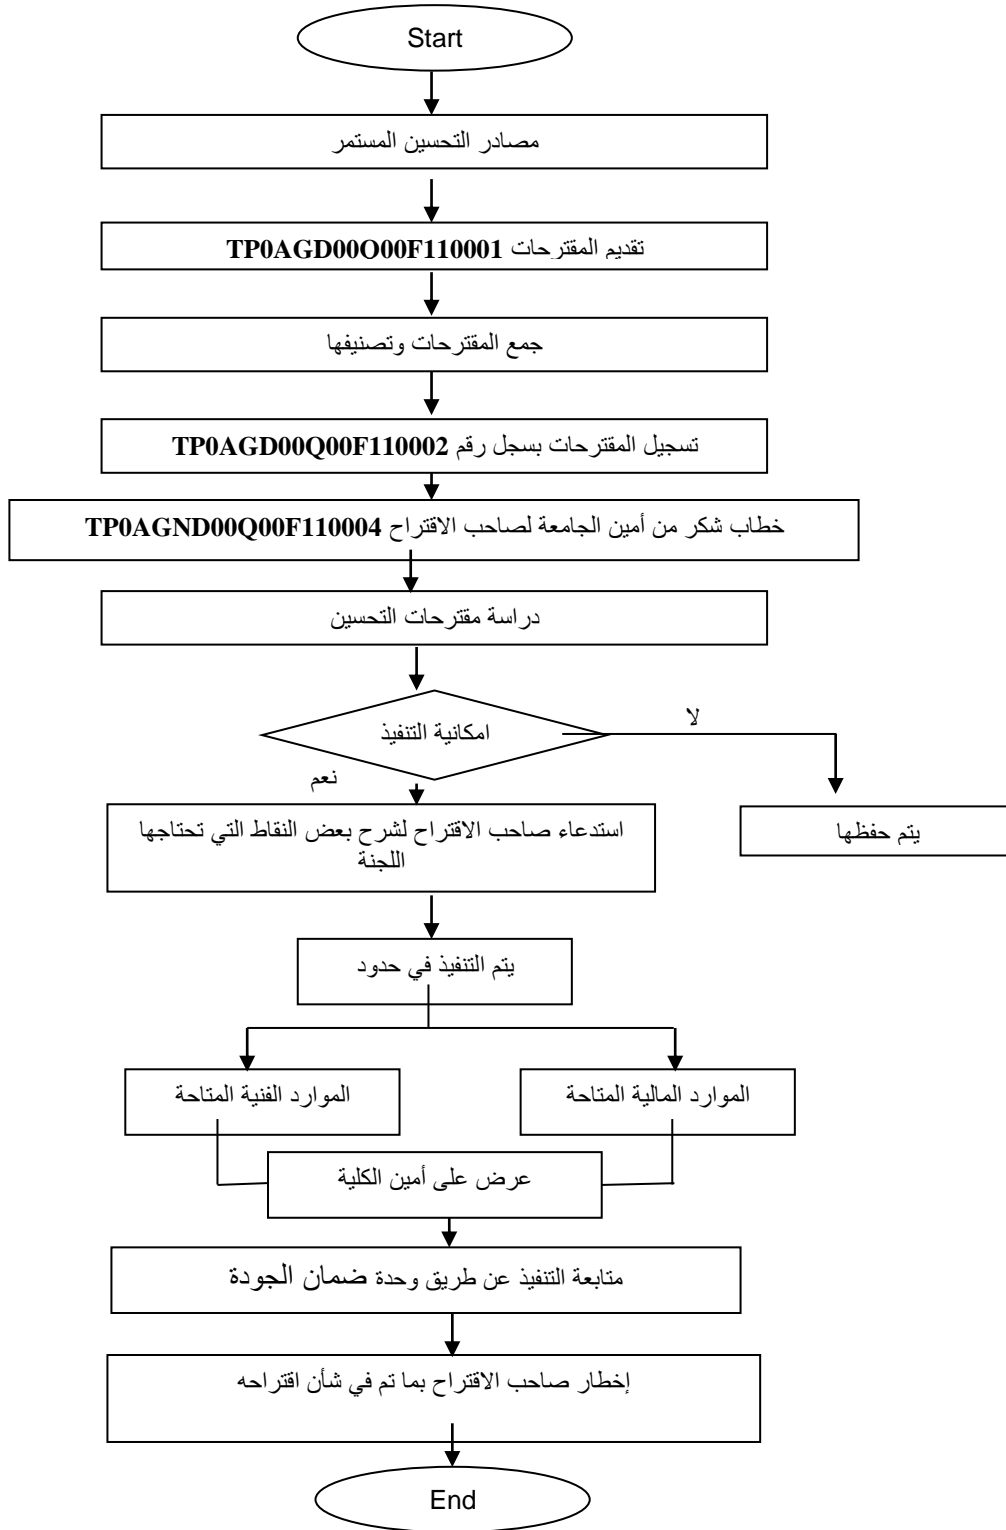 Start
مصادر التحسين المستمر
تقديم المقترحات TP0AGD00O00F110001
جمع المقترحات وتصنيفها
تسجيل المقترحات بسجل رقم TP0AGD00Q00F110002
خطاب شكر من أمين الجامعة لصاحب الاقتراح TP0AGND00Q00F110004
دراسة مقترحات التحسين
امكانية التنفيذ
لا
نعم
استدعاء صاحب الاقتراح لشرح بعض النقاط التي تحتاجها
اللجنة
يتم حفظها
يتم التنفيذ في حدود
الموارد المالية المتاحة
الموارد الفنية المتاحة
عرض على أمين الكلية
متابعة التنفيذ عن طريق وحدة ضمان الجودة
إخطار صاحب الاقتراح بما تم في شأن اقتراحه
End